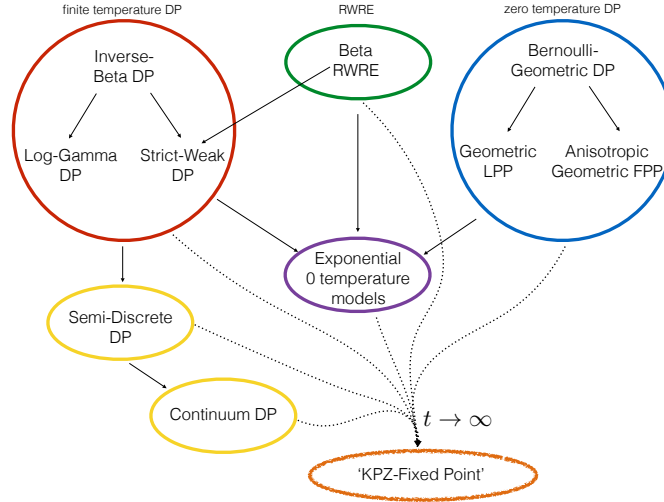 finite temperature DP
RWRE
zero temperature DP
Inverse-
Beta DP
Beta
RWRE
Bernoulli-
Geometric DP
Log-Gamma
DP
Strict-Weak
DP
Geometric
LPP
Anisotropic
Geometric FPP
Exponential
0 temperature
models
Semi-Discrete
DP
Continuum DP
t → ∞
‘KPZ-Fixed Point’